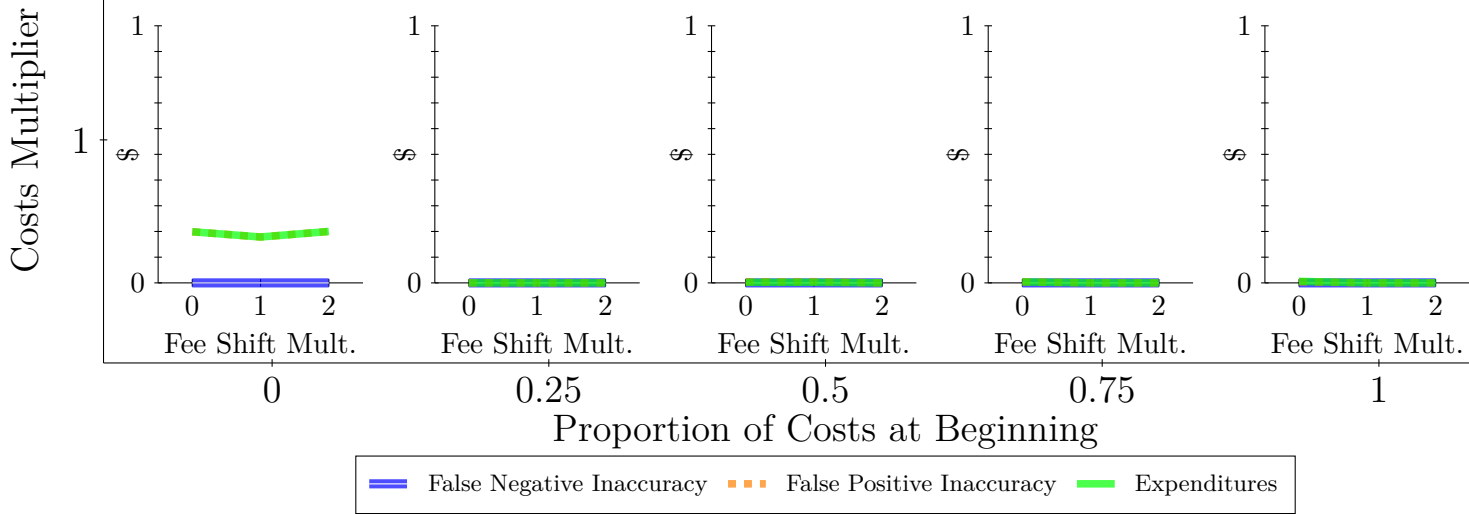 Costs Multiplier
1
1
$
0
0 1 2
Fee Shift Mult.
1
$
0
0 1 2
Fee Shift Mult.
1
$
0
0 1 2
Fee Shift Mult.
1
$
0
0 1 2
Fee Shift Mult.
1
$
0
0 1 2
Fee Shift Mult.
0 0.25 0.5 0.75 1
Proportion of Costs at Beginning
False Negative Inaccuracy False Positive Inaccuracy Expenditures